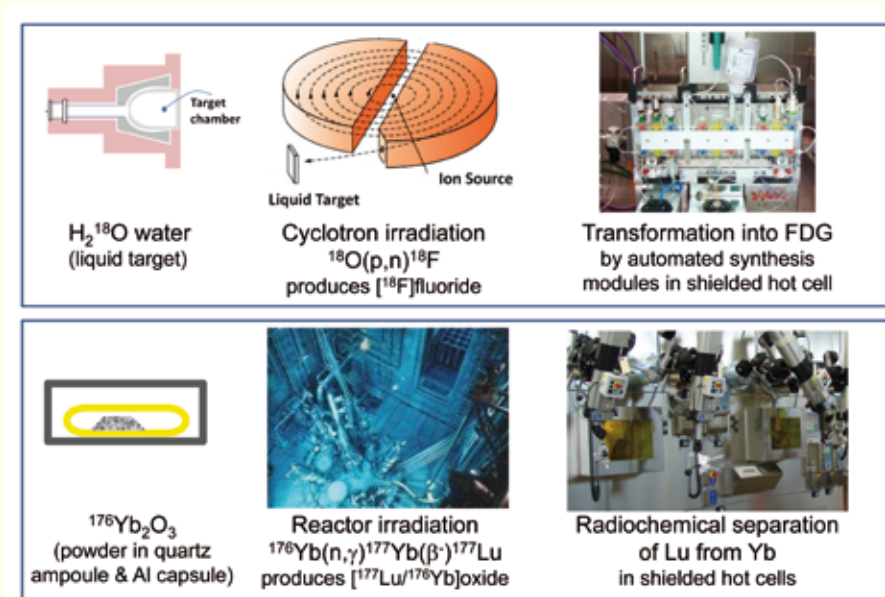 Target
chamber
H₂¹⁸O water
(liquid target)
Ion Source
Liquid Target
Cyclotron irradiation
¹⁸O(p,n)¹⁸F
produces [¹⁸F]fluoride
Transformation into FDG
by automated synthesis
modules in shielded hot cell
¹⁷⁶Yb₂O₃
(powder in quartz
ampoule & Al capsule)
Reactor irradiation
¹⁷⁶Yb(n,γ)¹⁷⁷Yb(β⁻)¹⁷⁷Lu
produces [¹⁷⁷Lu/¹⁷⁶Yb]oxide
Radiochemical separation
of Lu from Yb
in shielded hot cells